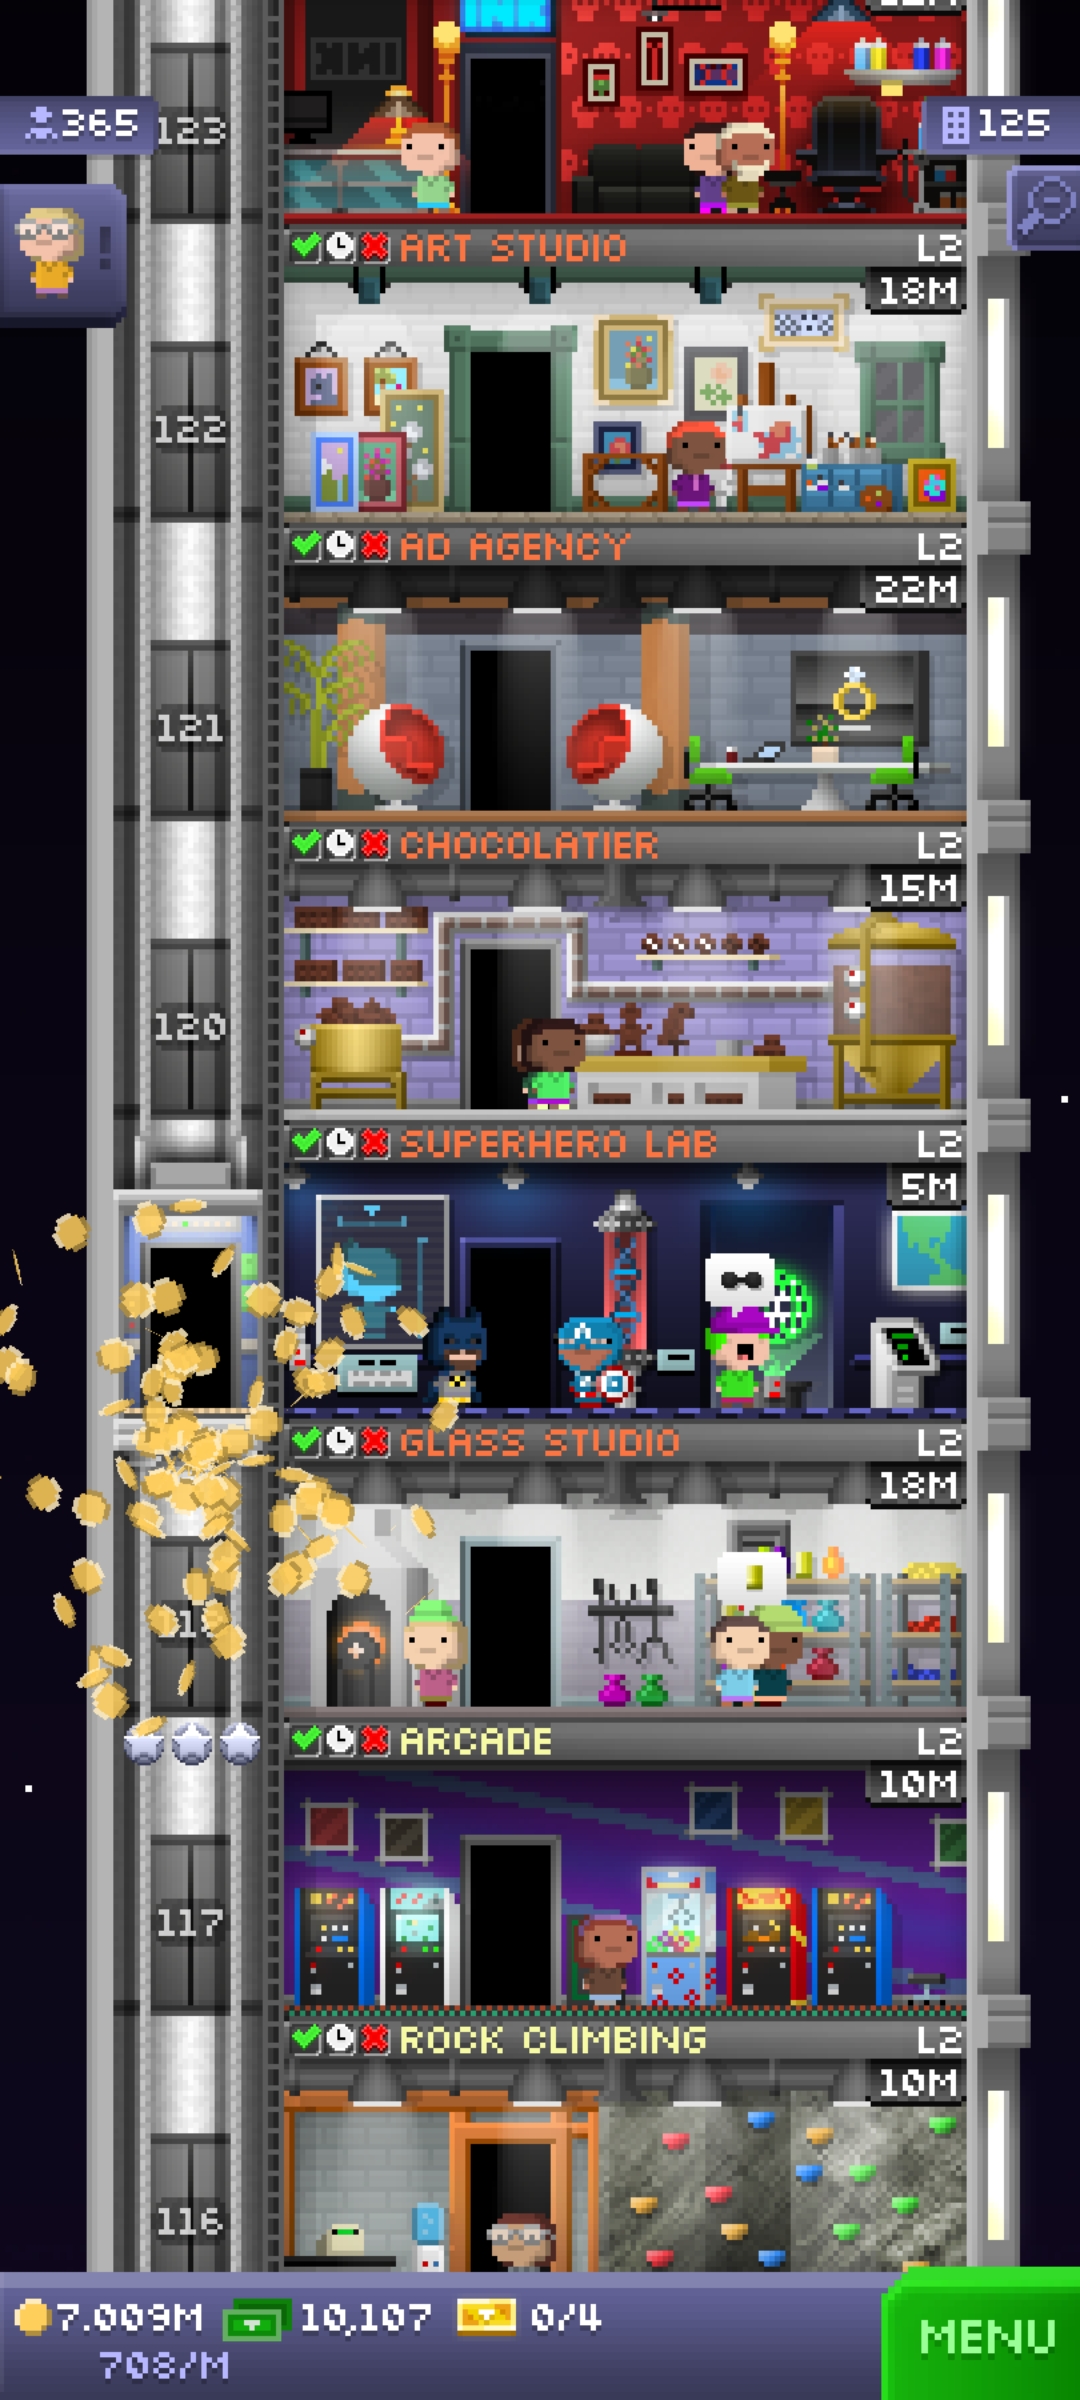 INK
123
365
125
ART STUDIO L2
18M
122
AD AGENCY L2
22M
121
CHOCOLATIER L2
15M
120
SUPERHERO LAB L2
5M
GLASS STUDIO L2
18M
ARCADE L2
10M
117
ROCK CLIMBING L2
10M
116
7.009M 10,107 0/4
708/M
MENU